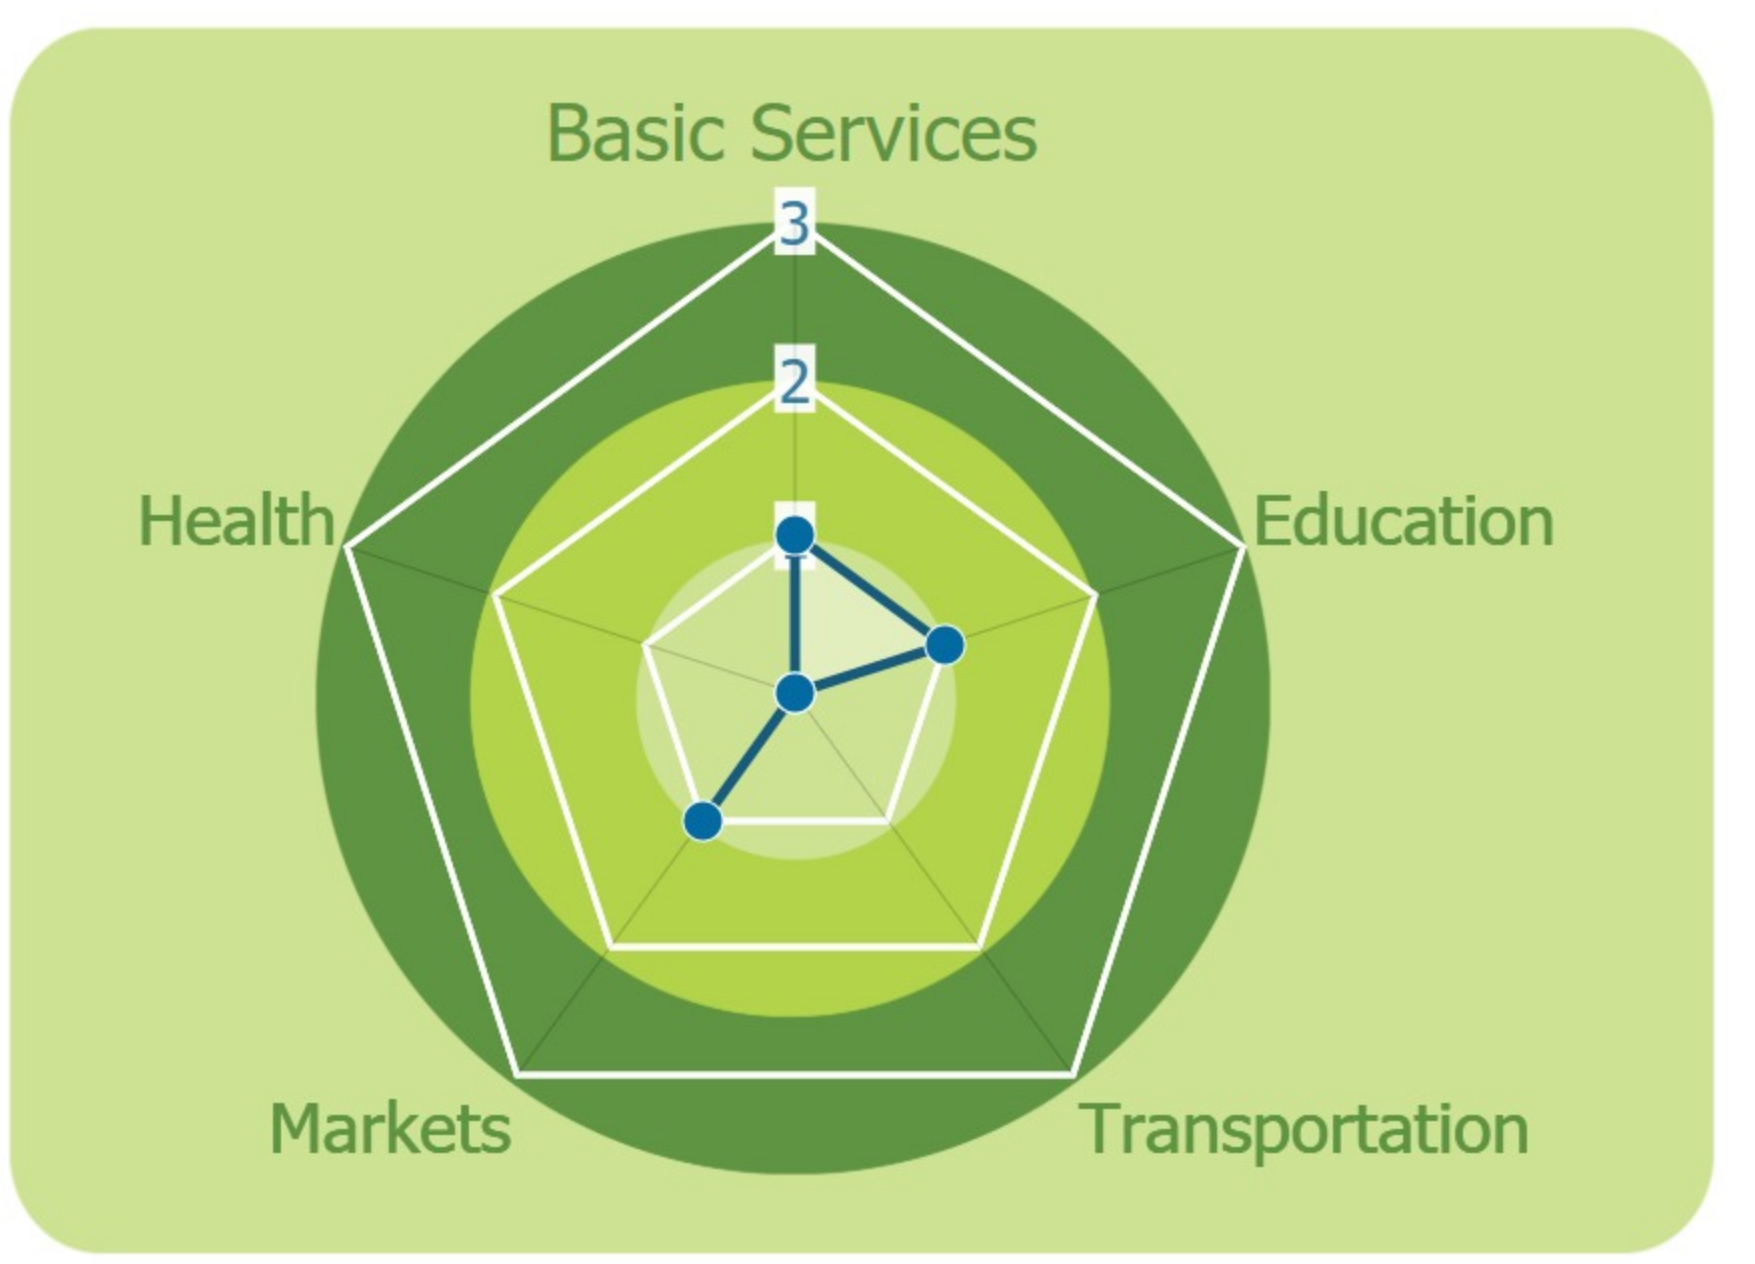 Basic Services
3
2
Health
Education
Markets
Transportation